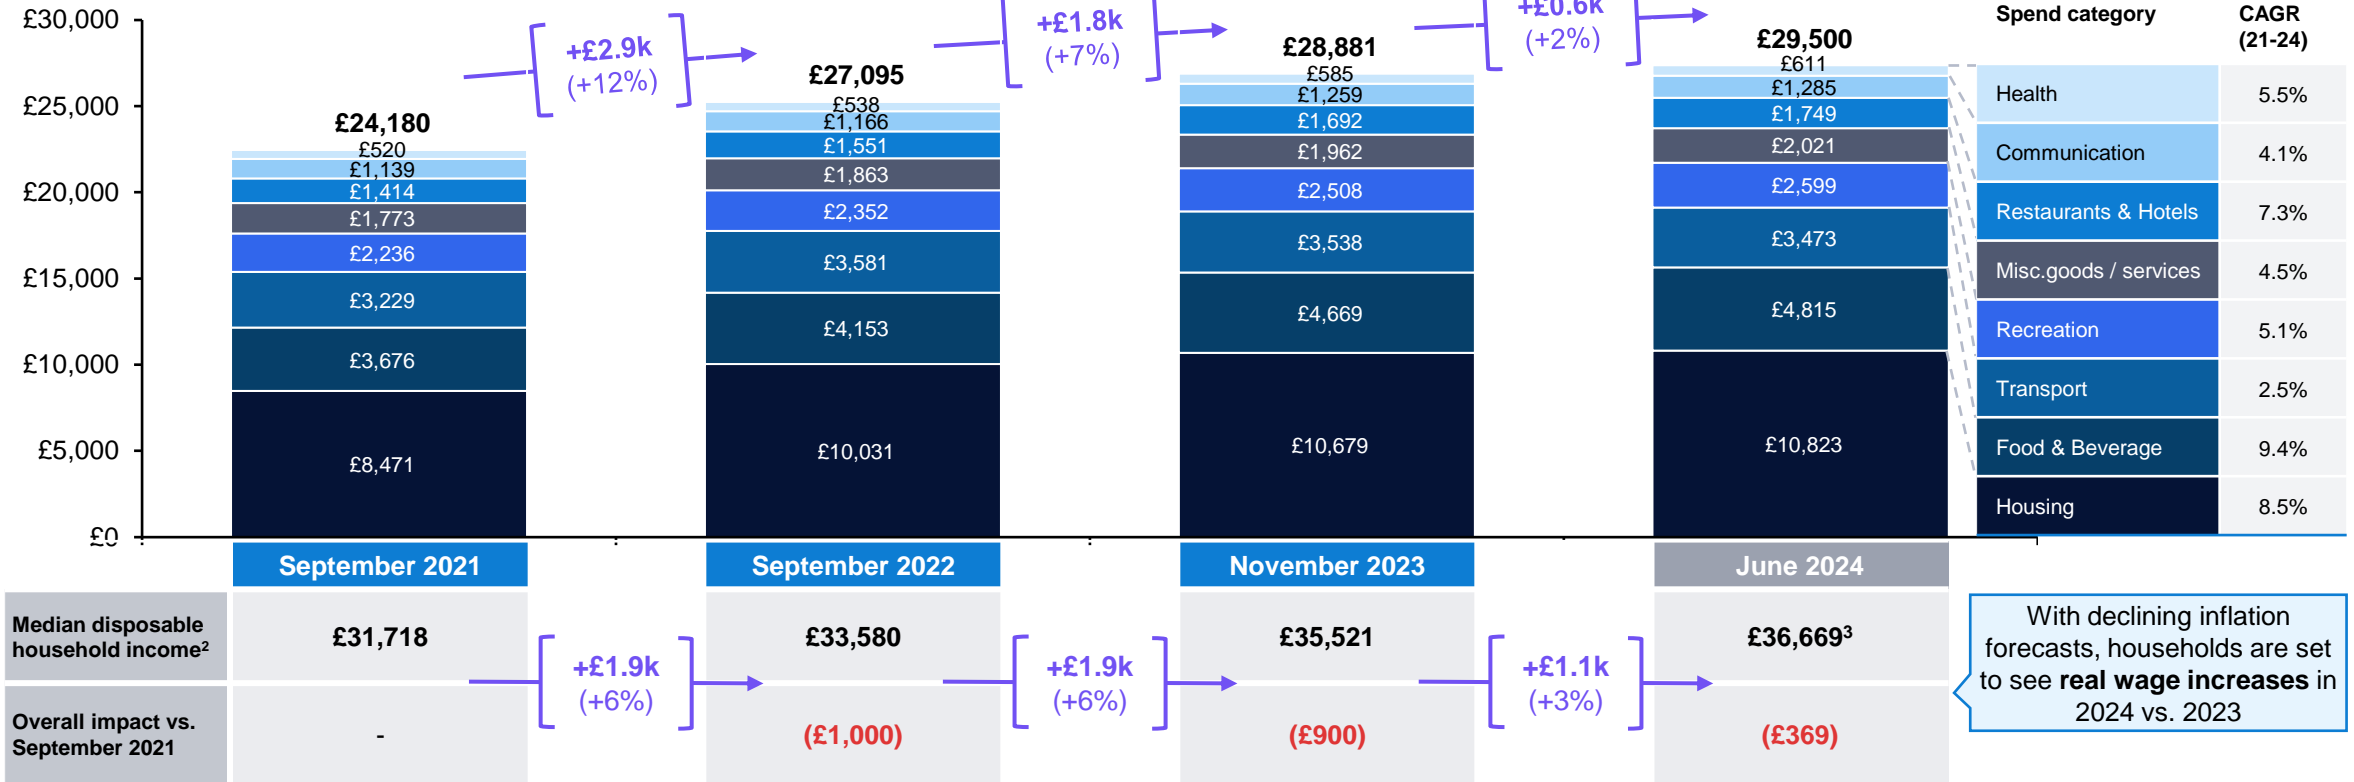 £30,000
£25,000
£20,000
£15,000
£10,000
£5,000
£0
+£2.9k
(+12%)
+£1.8k
(+7%)
+£0.6k
(+2%)
£24,180
£520
£1,139
£1,414
£1,773
£2,236
£3,229
£3,676
£8,471
£27,095
£538
£1,166
£1,551
£1,863
£2,352
£3,581
£4,153
£10,031
£28,881
£585
£1,259
£1,692
£1,962
£2,508
£3,538
£4,669
£10,679
£29,500
£611
£1,285
£1,749
£2,021
£2,599
£3,473
£4,815
£10,823
Spend category CAGR
(21-24)
Health 5.5%
Communication 4.1%
Restaurants & Hotels 7.3%
Misc.goods / services 4.5%
Recreation 5.1%
Transport 2.5%
Food & Beverage 9.4%
Housing 8.5%
September 2021 September 2022 November 2023 June 2024
Median disposable
household income²
£31,718 £33,580 £35,521 £36,669³
+£1.9k
(+6%)
+£1.9k
(+6%)
+£1.1k
(+3%)
Overall impact vs.
September 2021
- (£1,000) (£900) (£369)
With declining inflation
forecasts, households are set
to see real wage increases in
2024 vs. 2023